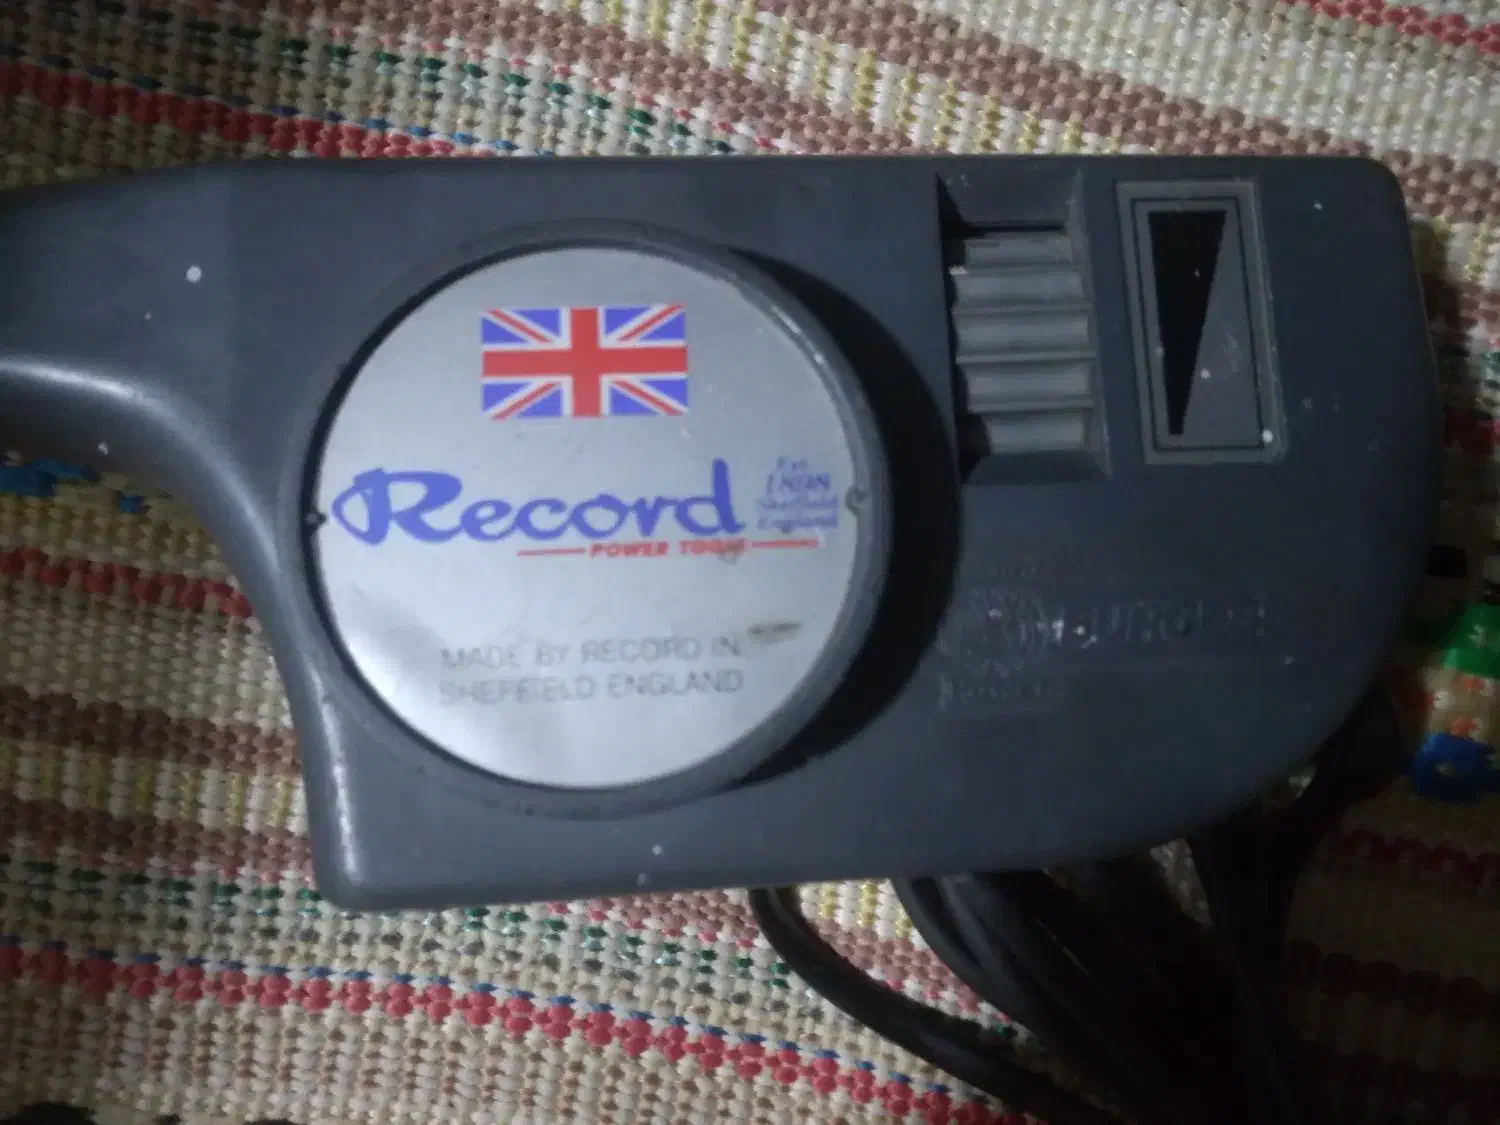 Record
Est.
1898
Sheffield
England
POWER TOOLS
MADE BY RECORD IN
SHEFFIELD ENGLAND